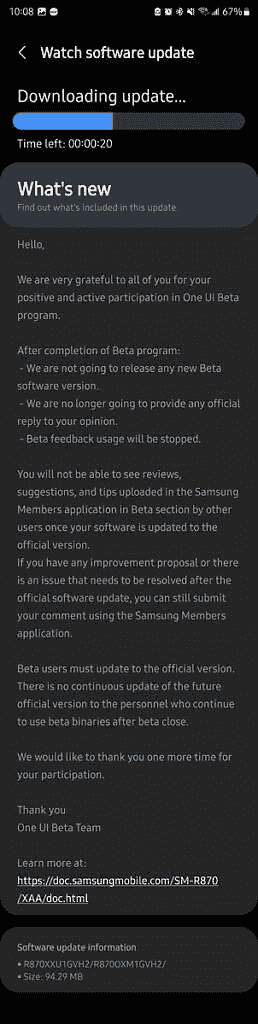 10:08
67%
Watch software update
Downloading update...
Time left: 00:00:20
What's new
Find out what's included in this update.
Hello,
We are very grateful to all of you for your
positive and active participation in One UI Beta
program.
After completion of Beta program:
- We are not going to release any new Beta
software version.
- We are no longer going to provide any official
reply to your opinion.
- Beta feedback usage will be stopped.
You will not be able to see reviews,
suggestions, and tips uploaded in the Samsung
Members application in Beta section by other
users once your software is updated to the
official version.
If you have any improvement proposal or there
is an issue that needs to be resolved after the
official software update, you can still submit
your comment using the Samsung Members
application.
Beta users must update to the official version.
There is no continuous update of the future
official version to the personnel who continue
to use beta binaries after beta close.
We would like to thank you one more time for
your participation.
Thank you
One UI Beta Team
Learn more at:
https://doc.samsungmobile.com/SM-R870
/XAA/doc.html
Software update information
• R870XXU1GVH2/R870OXM1GVH2/
• Size: 94.29 MB